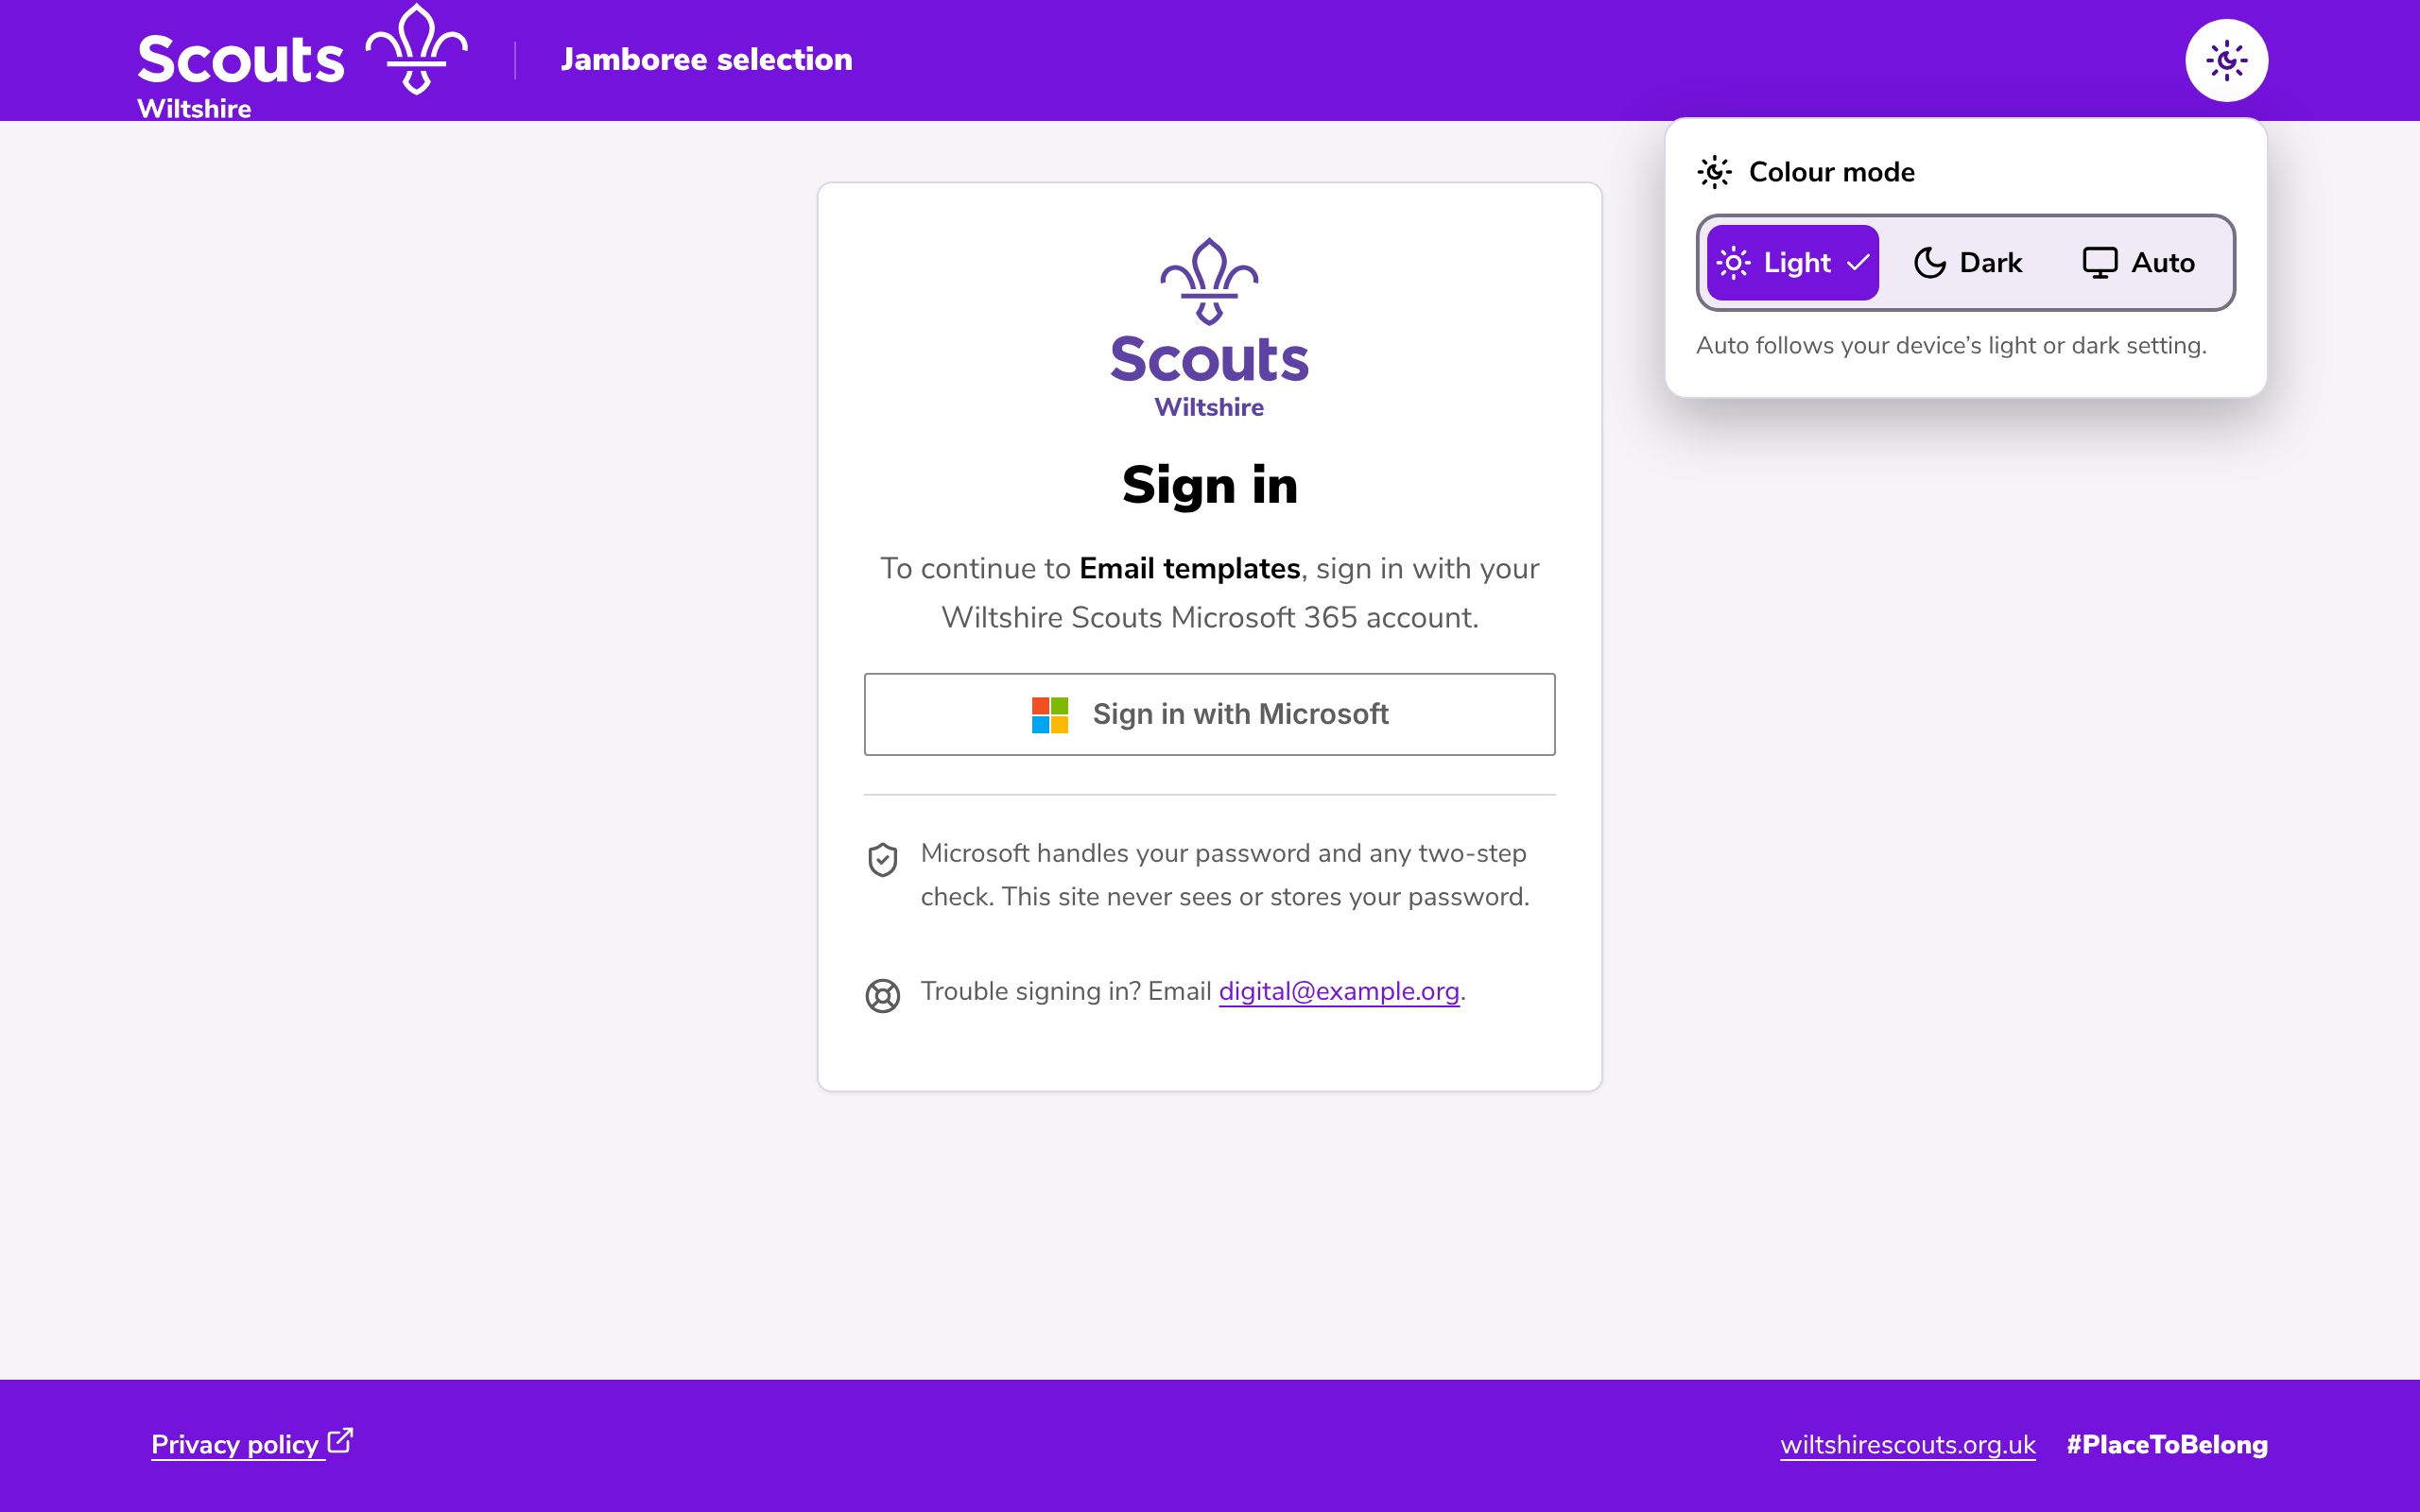 Scouts
Wiltshire
Jamboree selection
Colour mode
Light
Dark
Auto
Auto follows your device’s light or dark setting.
Scouts
Wiltshire
Sign in
To continue to Email templates, sign in with your
Wiltshire Scouts Microsoft 365 account.
Sign in with Microsoft
Microsoft handles your password and any two-step
check. This site never sees or stores your password.
Trouble signing in? Email digital@example.org.
Privacy policy
wiltshirescouts.org.uk
#PlaceToBelong